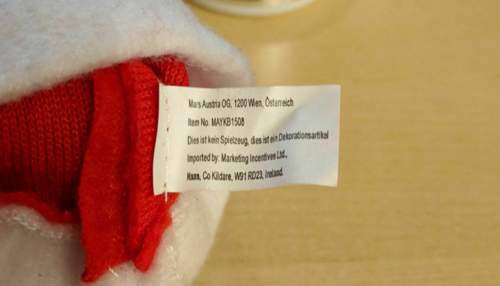 Mars Austria OG, 1200 Wien, Österreich
Item No. MAYKB1508
Dies ist kein Spielzeug, dies ist ein Dekorationsartikel
Imported by: Marketing Incentives Ltd.,
Naas, Co Kildare, W91 RD23, Ireland.